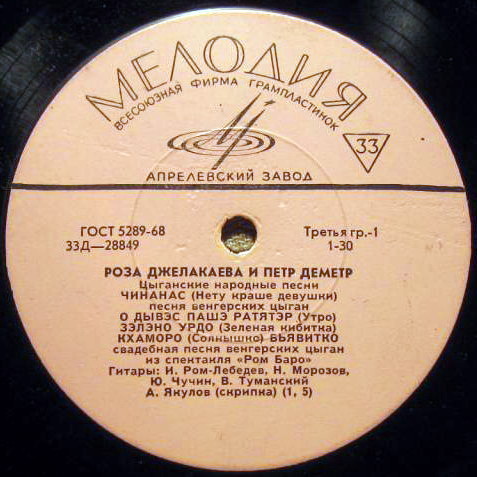 МЕЛОДИЯ
ВСЕСОЮЗНАЯ ФИРМА ГРАМПЛАСТИНОК
33
АПРЕЛЕВСКИЙ ЗАВОД
ГОСТ 5289-68 Третья гр.-1
33Д—28849 1-30
РОЗА ДЖЕЛАКАЕВА И ПЕТР ДЕМЕТР
Цыганские народные песни
ЧИНАНАС (Нету краше девушки)
песня венгерских цыган
О ДЫВЭС ПАШЭ РАТЯТЭР (Утро)
ЗЭЛЭНО УРДО (Зеленая кибитка)
КХАМОРО (Солнышко) БЬЯВИТКО
свадебная песня венгерских цыган
из спектакля «Ром Баро»
Гитары: И. Ром-Лебедев, Н. Морозов,
Ю. Чучин, В. Туманский
А. Якулов (скрипка) (1, 5)